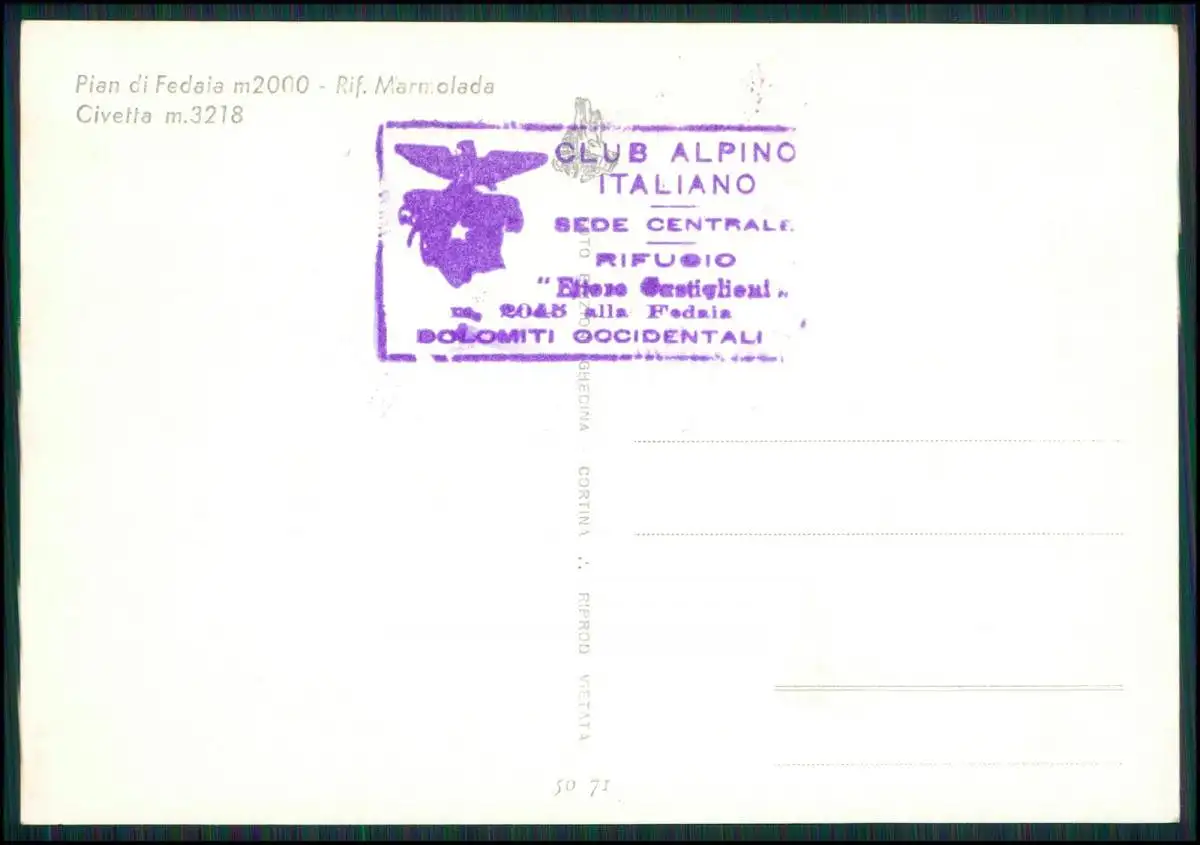 Pian di Fedaia m2000 - Rif. Marmolada
Civetta m.3218
CLUB ALPINO
ITALIANO
SEDE CENTRALE
RIFUGIO
"Ettore Castiglioni"
m. 2045 alla Fedaia
DOLOMITI OCCIDENTALI
GHEDINA - CORTINA ∴ RIPROD VIETATA
50 71